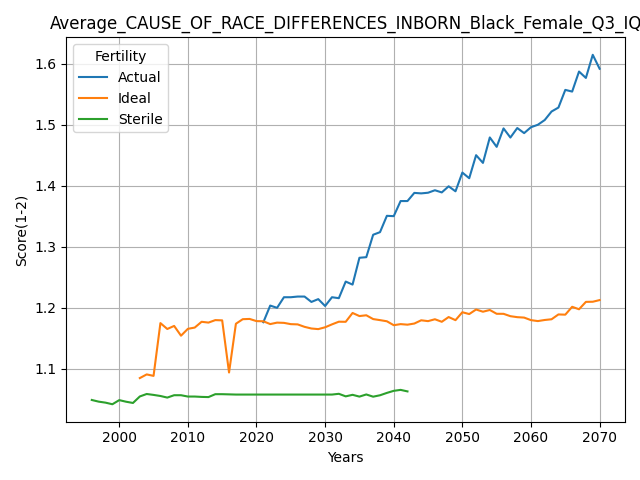 Average_CAUSE_OF_RACE_DIFFERENCES_INBORN_Black_Female_Q3_IQ
Fertility
Actual
Ideal
Sterile
Score(1-2)
1.6
1.5
1.4
1.3
1.2
1.1
2000 2010 2020 2030 2040 2050 2060 2070
Years